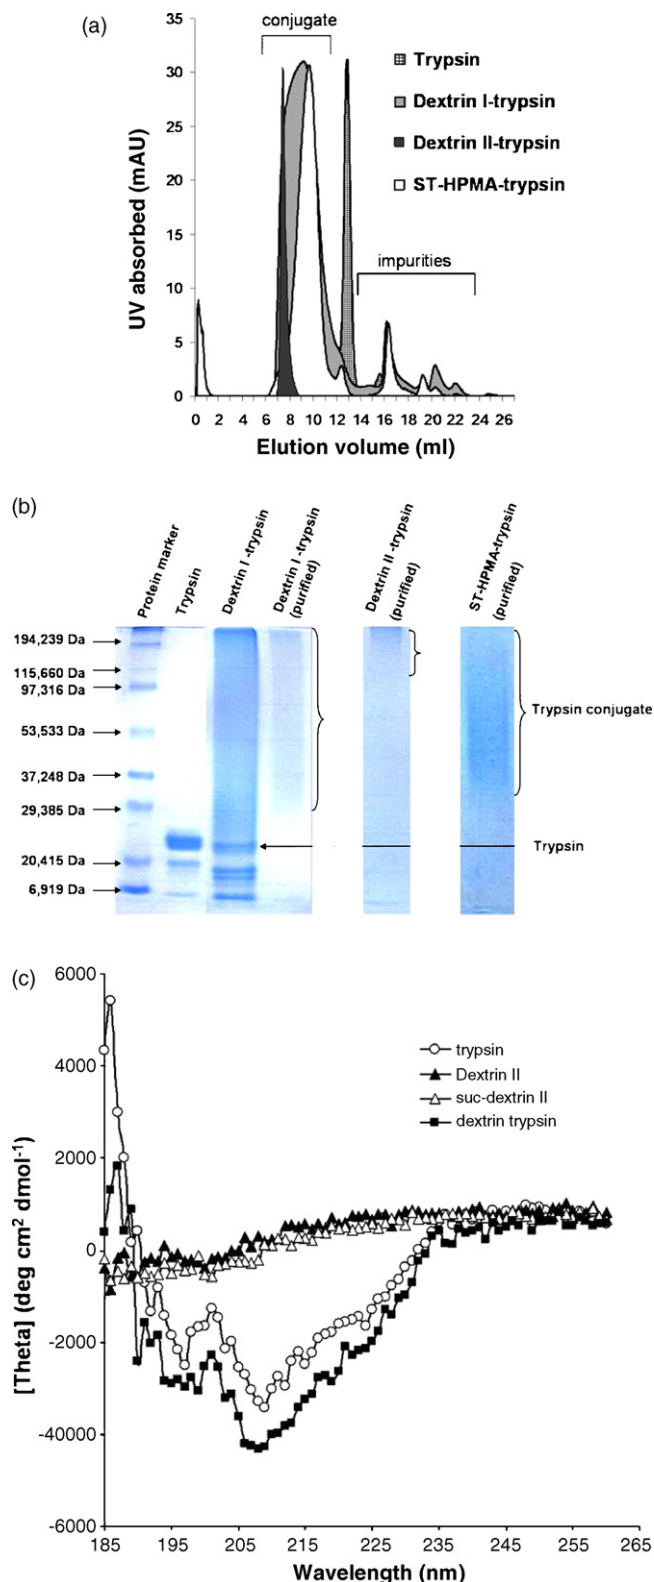 (a)
conjugate
35
30
25
20
15
10
5
0
UV absorbed (mAU)
Trypsin
Dextrin I-trypsin
Dextrin II-trypsin
ST-HPMA-trypsin
impurities
0 2 4 6 8 10 12 14 16 18 20 22 24 26
Elution volume (ml)
(b)
Protein marker
Trypsin
Dextrin I -trypsin
Dextrin I -trypsin
(purified)
Dextrin II -trypsin
(purified)
ST-HPMA-trypsin
(purified)
194,239 Da
115,660 Da
97,316 Da
53,533 Da
37,248 Da
29,385 Da
20,415 Da
6,919 Da
Trypsin conjugate
Trypsin
(c)
6000
4000
2000
0
-2000
-40000
-6000
[Theta] (deg cm2 dmol-1)
trypsin
Dextrin II
suc-dextrin II
dextrin trypsin
185 195 205 215 225 235 245 255 265
Wavelength (nm)